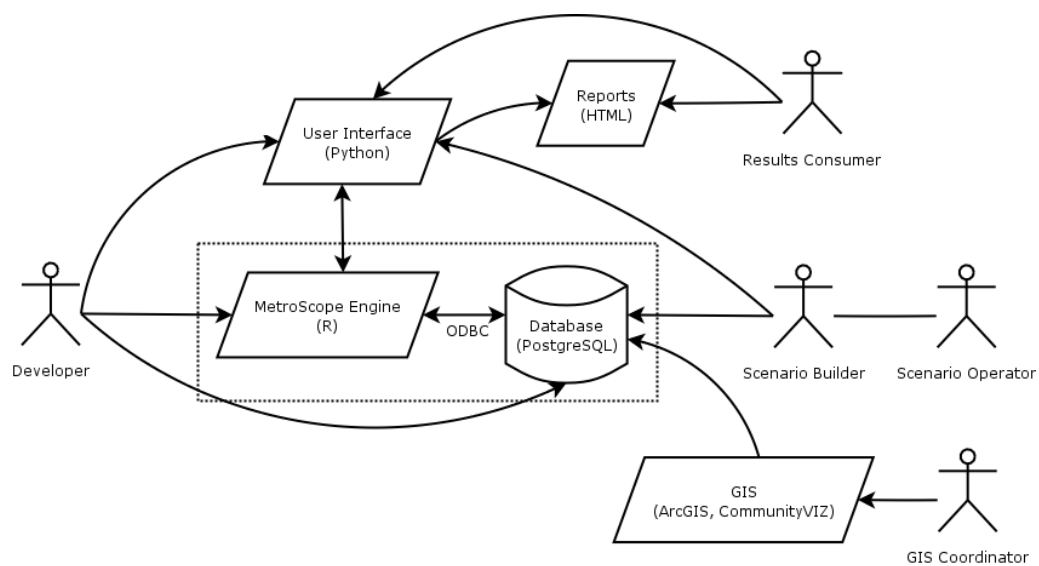 Reports
(HTML)
User Interface
(Python)
Results Consumer
MetroScope Engine
(R)
ODBC
Database
(PostgreSQL)
Developer
Scenario Builder
Scenario Operator
GIS
(ArcGIS, CommunityVIZ)
GIS Coordinator